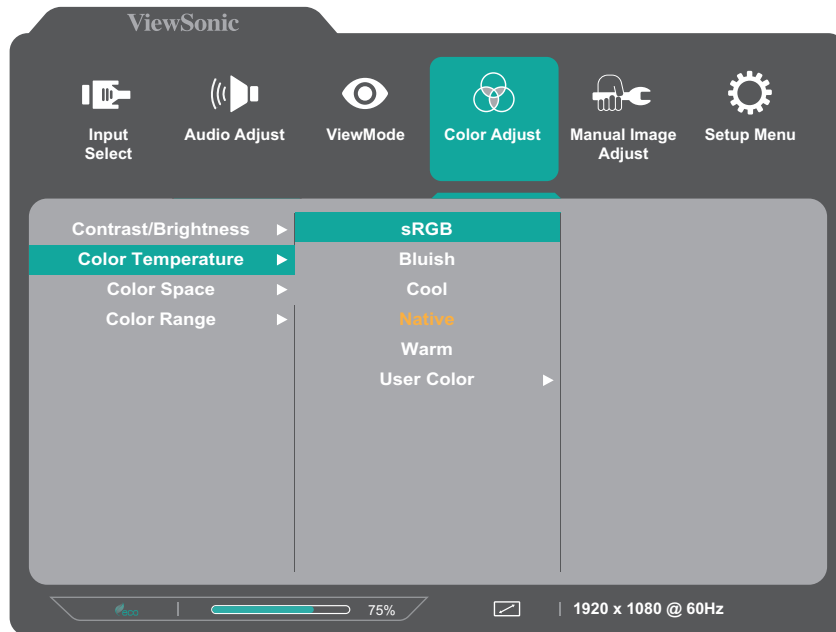 ViewSonic
Input Select
Audio Adjust
ViewMode
Color Adjust
Manual Image Adjust
Setup Menu
Contrast/Brightness
Color Temperature
Color Space
Color Range
sRGB
Bluish
Cool
Native
Warm
User Color
eco
75%
1920 x 1080 @ 60Hz